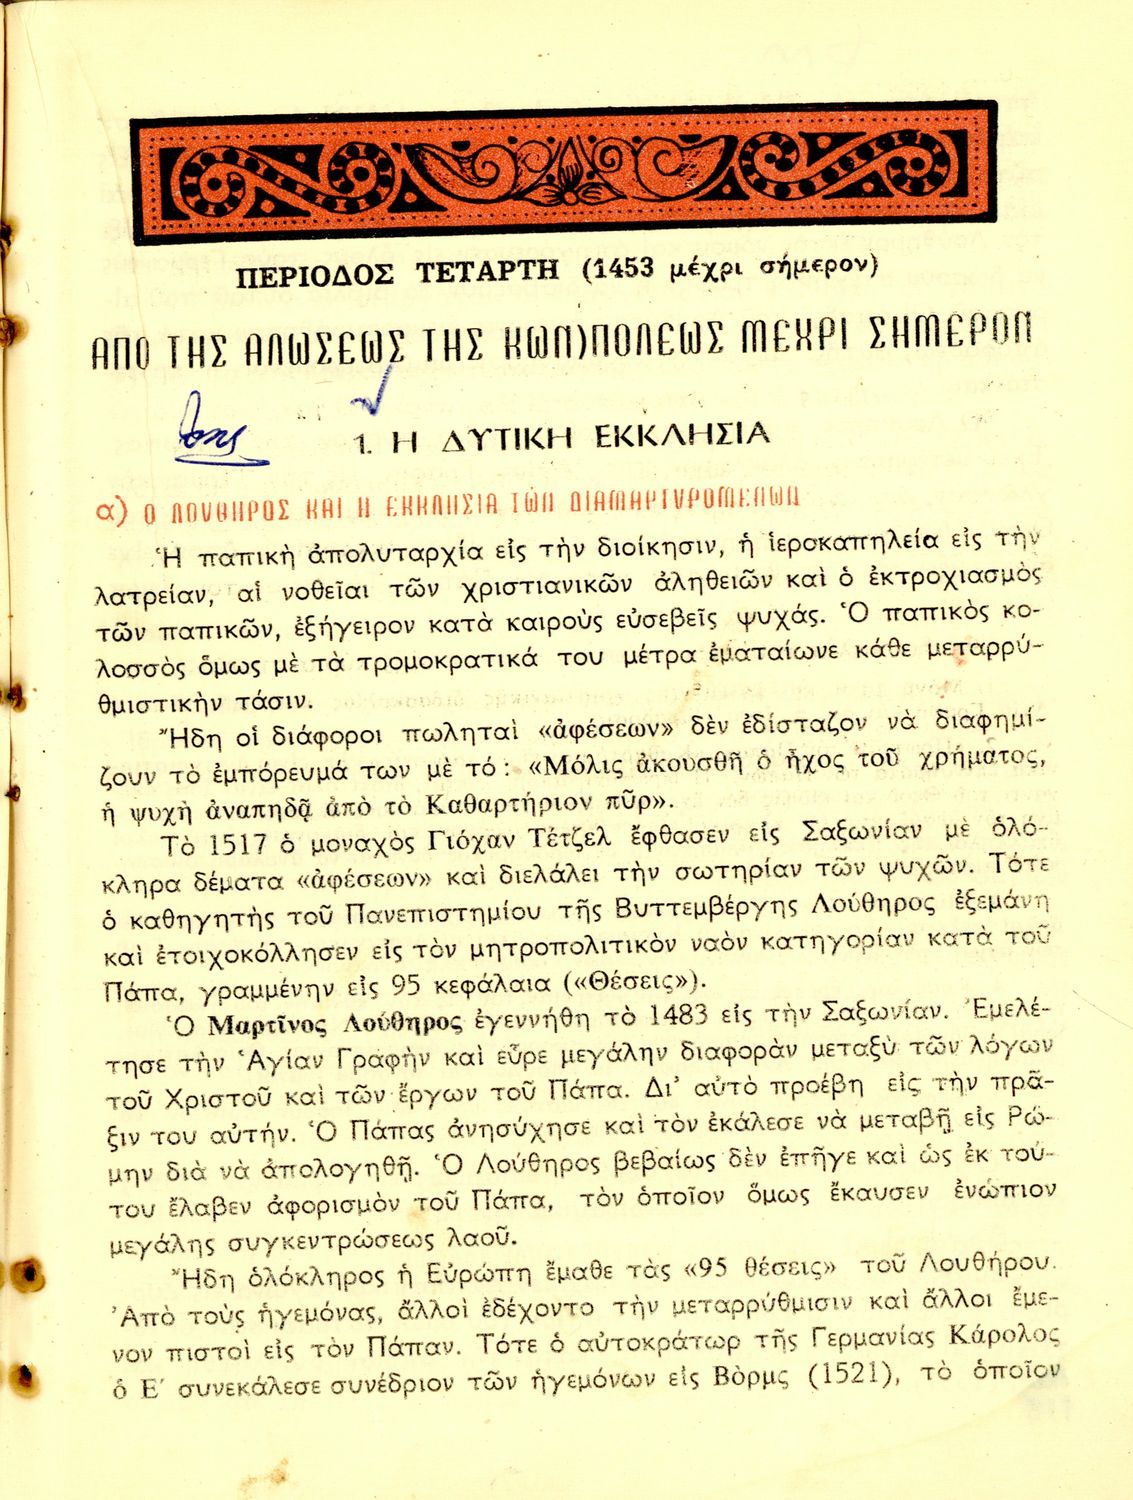 ΠΕΡΙΟΔΟΣ ΤΕΤΑΡΤΗ (1453 μέχρι σήμερον)
ΑΠΟ ΤΗΣ ΑΛΩΣΕΩΣ ΤΗΣ ΚΩΝ)ΠΟΛΕΩΣ ΜΕΧΡΙ ΣΗΜΕΡΟΝ
1. Η ΔΥΤΙΚΗ ΕΚΚΛΗΣΙΑ
α) Ο ΛΟΥΘΗΡΟΣ ΚΑΙ Η ΕΚΚΛΗΣΙΑ ΤΩΝ ΔΙΑΜΑΡΤΥΡΟΜΕΝΩΝ
Ἡ παπικὴ ἀπολυταρχία εἰς τὴν διοίκησιν, ἡ ἱεροκαπηλεία εἰς τὴν
λατρείαν, αἱ νοθεῖαι τῶν χριστιανικῶν ἀληθειῶν καὶ ὁ ἐκτροχιασμὸς
τῶν παπικῶν, ἐξήγειρον κατὰ καιροὺς εὐσεβεῖς ψυχάς. Ὁ παπικὸς κο-
λοσσὸς ὅμως μὲ τὰ τρομοκρατικά του μέτρα ἐματαίωνε κάθε μεταρρύ-
θμιστικὴν τάσιν.
Ἤδη οἱ διάφοροι πωληταὶ «ἀφέσεων» δὲν ἐδίσταζον νὰ διαφημί-
ζουν τὸ ἐμπόρευμά των μὲ τό: «Μόλις ἀκουσθῆ ὁ ἦχος τοῦ χρήματος,
ἡ ψυχὴ ἀναπηδᾷ ἀπὸ τὸ Καθαρτήριον πῦρ».
Τὸ 1517 ὁ μοναχὸς Γιόχαν Τέτζελ ἔφθασεν εἰς Σαξωνίαν μὲ ὁλό-
κληρα δέματα «ἀφέσεων» καὶ διελάλει τὴν σωτηρίαν τῶν ψυχῶν. Τότε
ὁ καθηγητὴς τοῦ Πανεπιστημίου τῆς Βυττεμβέργης Λούθηρος ἐξεμάνη
καὶ ἐτοιχοκόλλησεν εἰς τὸν μητροπολιτικὸν ναὸν κατηγορίαν κατὰ τοῦ
Πάπα, γραμμένην εἰς 95 κεφάλαια («Θέσεις»).
Ὁ Μαρτῖνος Λούθηρος ἐγεννήθη τὸ 1483 εἰς τὴν Σαξωνίαν. Ἐμελέ-
τησε τὴν Ἁγίαν Γραφὴν καὶ εὗρε μεγάλην διαφορὰν μεταξὺ τῶν λόγων
τοῦ Χριστοῦ καὶ τῶν ἔργων τοῦ Πάπα. Δι' αὐτὸ προέβη εἰς τὴν πρᾶ-
ξιν του αὐτήν. Ὁ Πάπας ἀνησύχησε καὶ τὸν ἐκάλεσε νὰ μεταβῇ εἰς Ρώ-
μην διὰ νὰ ἀπολογηθῇ. Ὁ Λούθηρος βεβαίως δὲν ἐπῆγε καὶ ὡς ἐκ τού-
του ἔλαβεν ἀφορισμὸν τοῦ Πάπα, τὸν ὁποῖον ὅμως ἔκαυσεν ἐνώπιον
μεγάλης συγκεντρώσεως λαοῦ.
Ἤδη ὁλόκληρος ἡ Εὐρώπη ἔμαθε τὰς «95 θέσεις» τοῦ Λουθήρου.
Ἀπὸ τοὺς ἡγεμόνας, ἄλλοι ἐδέχοντο τὴν μεταρρύθμισιν καὶ ἄλλοι ἔμε-
νον πιστοὶ εἰς τὸν Πάπαν. Τότε ὁ αὐτοκράτωρ τῆς Γερμανίας Κάρολος
ὁ Ε′ συνεκάλεσε συνέδριον τῶν ἡγεμόνων εἰς Βὸρμς (1521), τὸ ὁποῖον